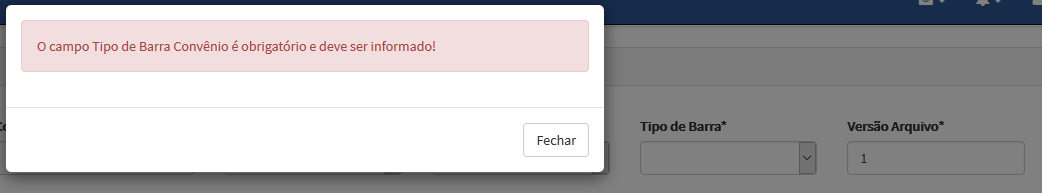 O campo Tipo de Barra Convênio é obrigatório e deve ser informado!
Fechar
Tipo de Barra*
Versão Arquivo*
1